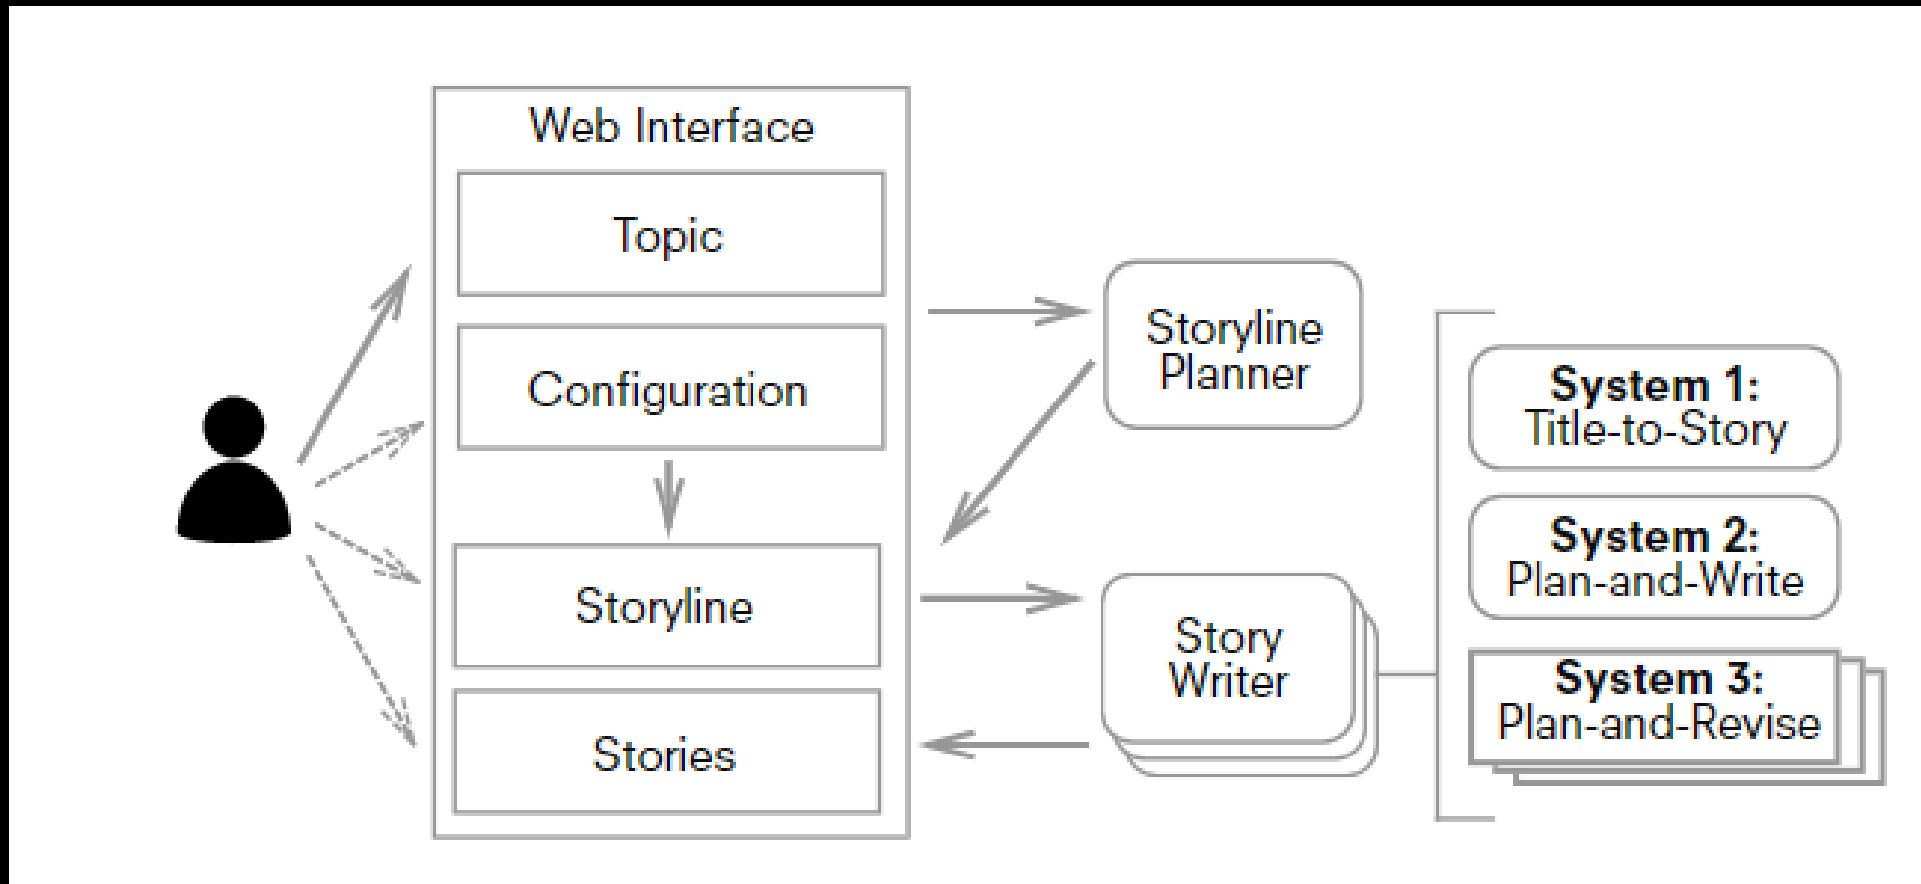 Web Interface
Topic
Configuration
Storyline
Stories
Storyline
Planner
Story
Writer
System 1:
Title-to-Story
System 2:
Plan-and-Write
System 3:
Plan-and-Revise